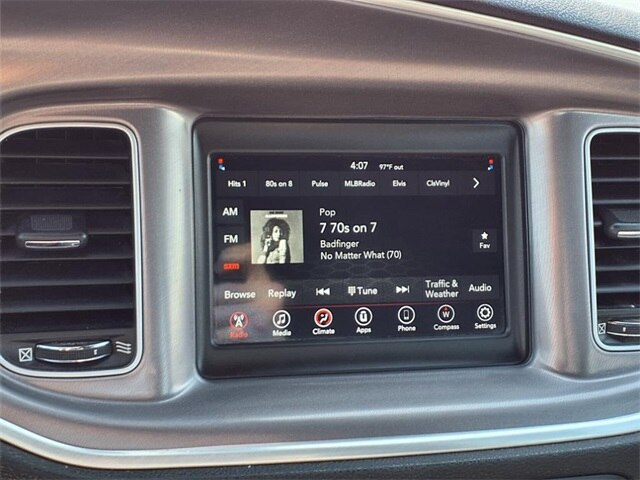 4:07 97°F out
Hits 1 80s on 8 Pulse MLBRadio Elvis ClsVinyl
AM
Pop
7 70s on 7
FM
Badfinger
No Matter What (70)
Fav
sxm
Browse Replay Tune Traffic & Weather Audio
Radio Media Climate Apps Phone W Compass Settings